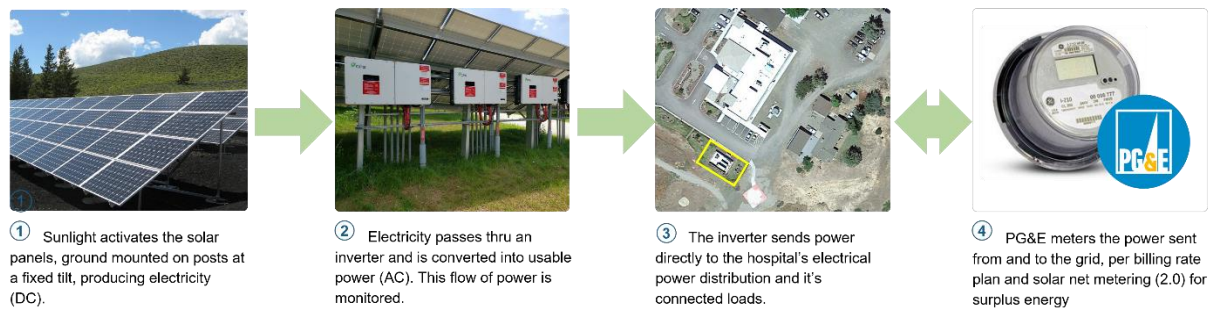 1
1 Sunlight activates the solar
panels, ground mounted on posts at
a fixed tilt, producing electricity
(DC).
2 Electricity passes thru an
inverter and is converted into usable
power (AC). This flow of power is
monitored.
3 The inverter sends power
directly to the hospital's electrical
power distribution and it's
connected loads.
I-210
PG&E
4 PG&E meters the power sent
from and to the grid, per billing rate
plan and solar net metering (2.0) for
surplus energy